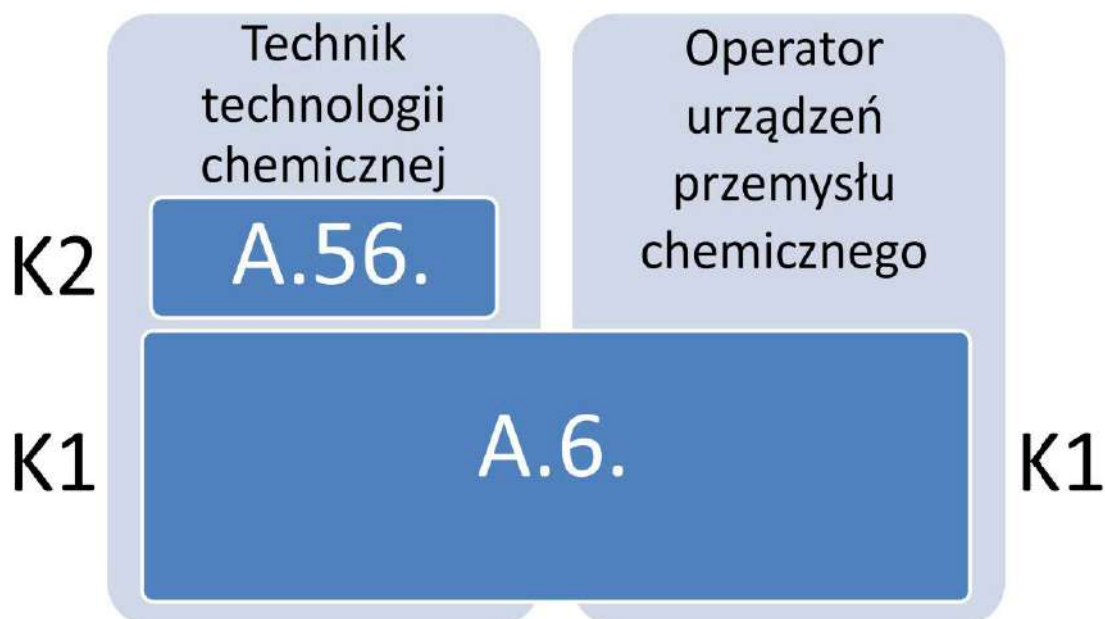 Technik
technologii
chemicznej
Operator
urządzeń
przemysłu
chemicznego
K2
A.56.
K1
A.6.
K1